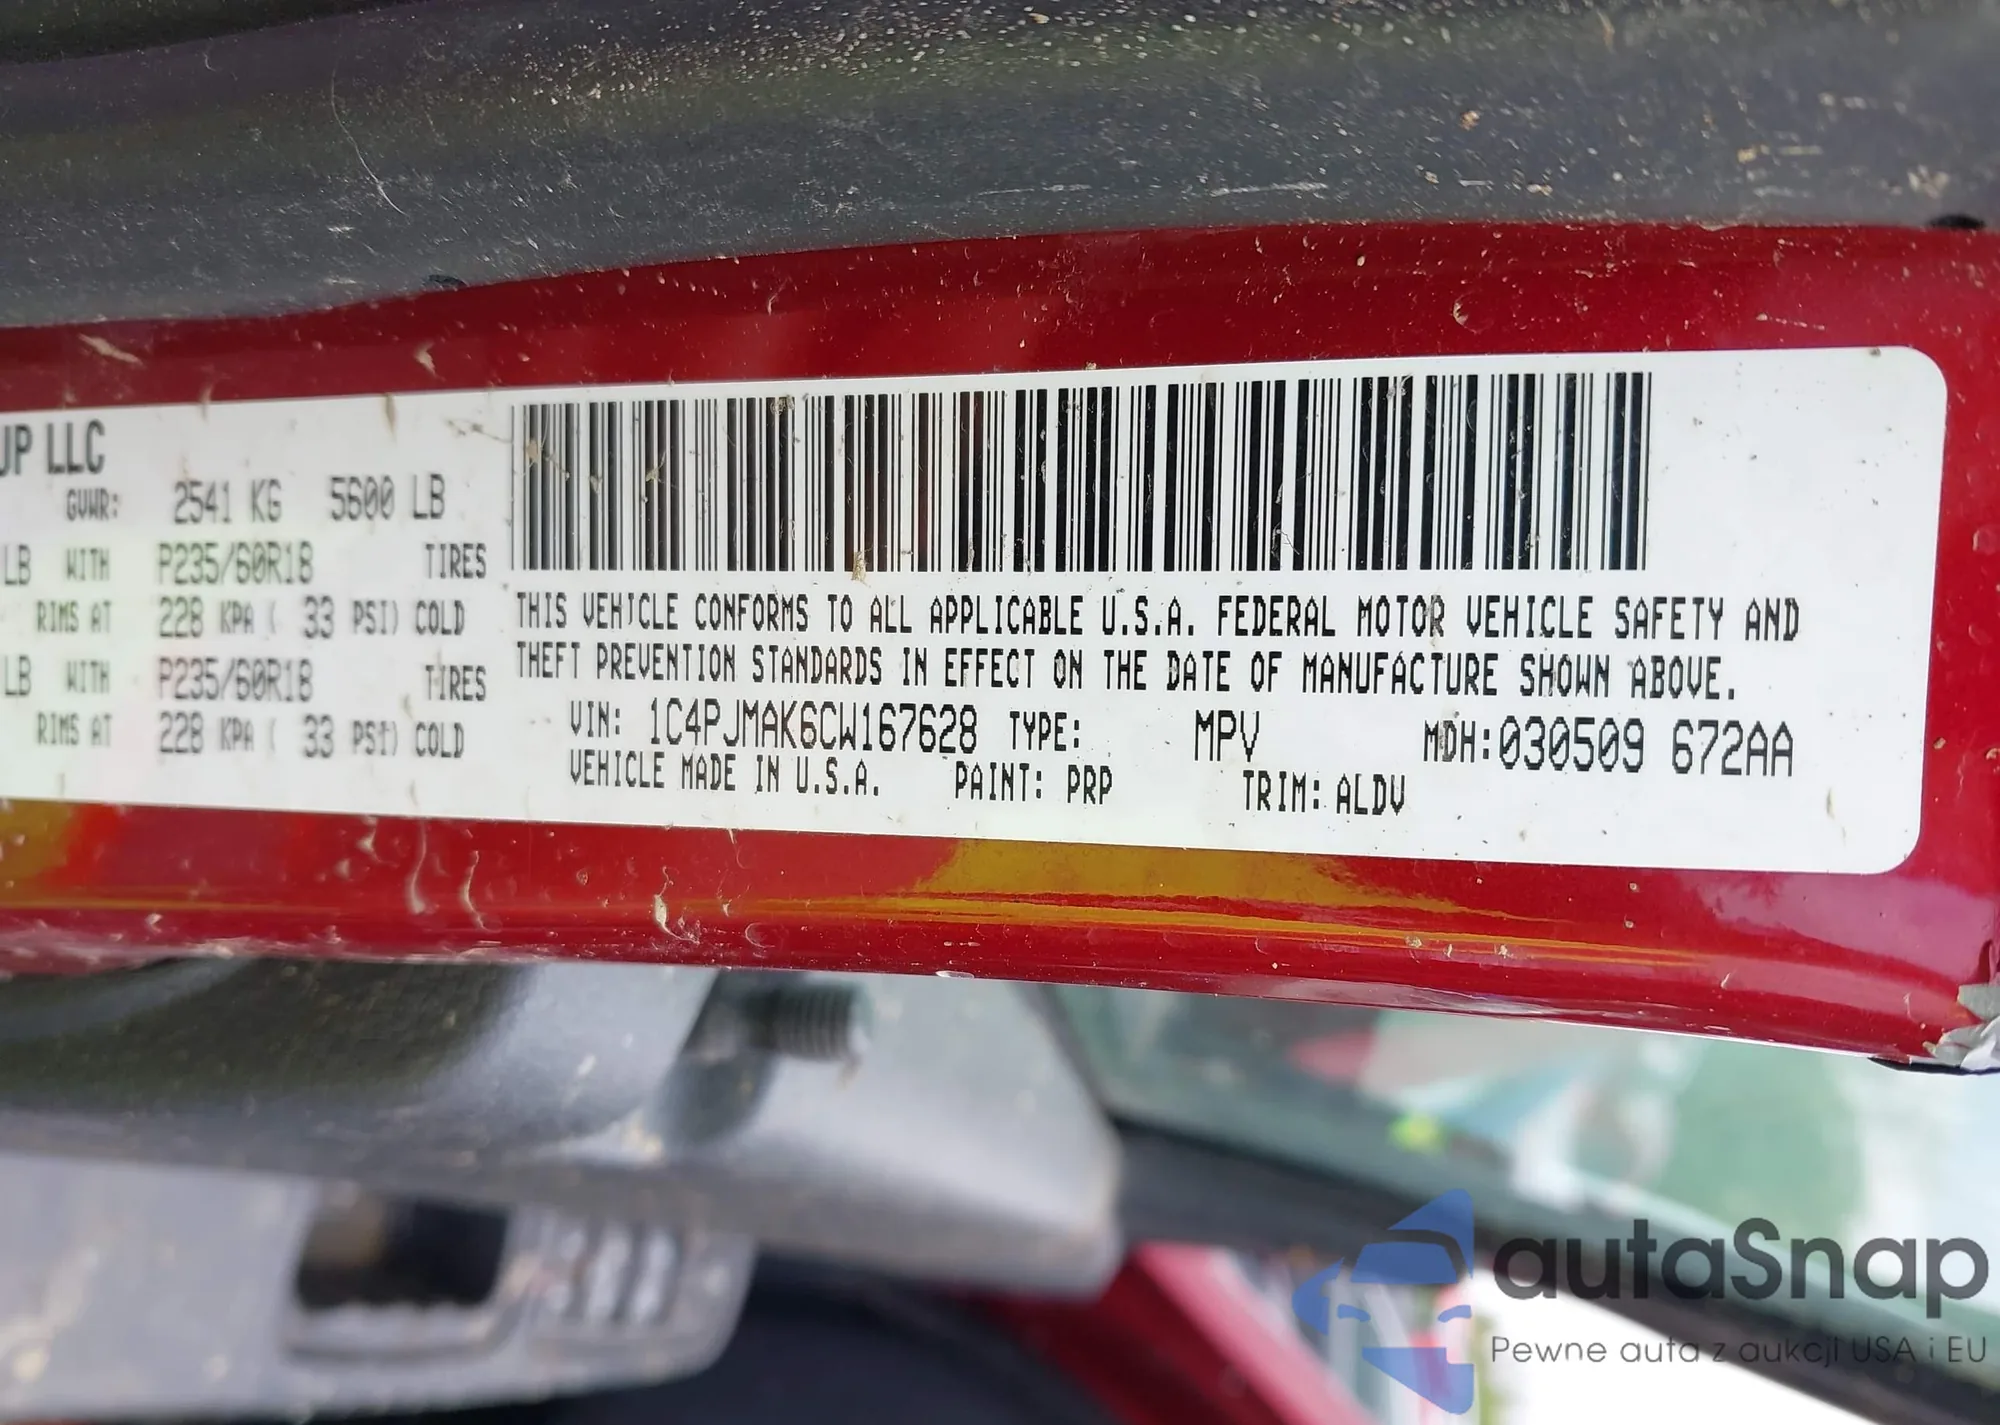 UP LLC
GVWR: 2541 KG 5600 LB
LB WITH P235/60R18 TIRES
RIMS AT 228 KPA ( 33 PSI) COLD
LB WITH P235/60R18 TIRES
RIMS AT 228 KPA ( 33 PSI) COLD
THIS VEHICLE CONFORMS TO ALL APPLICABLE U.S.A. FEDERAL MOTOR VEHICLE SAFETY AND
THEFT PREVENTION STANDARDS IN EFFECT ON THE DATE OF MANUFACTURE SHOWN ABOVE.
VIN: 1C4PJMAK6CW167628 TYPE: MPV MDH:030509 672AA
VEHICLE MADE IN U.S.A. PAINT: PRP TRIM: ALDV
autaSnap
Pewne auta z aukcji USA i EU